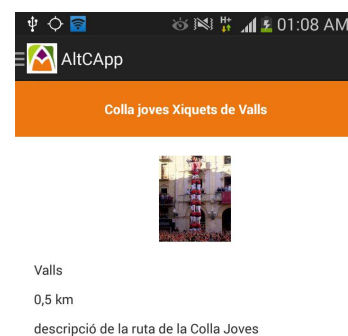 H+ 01:08 AM
AltCApp
Colla joves Xiquets de Valls
Valls
0,5 km
descripció de la ruta de la Colla Joves